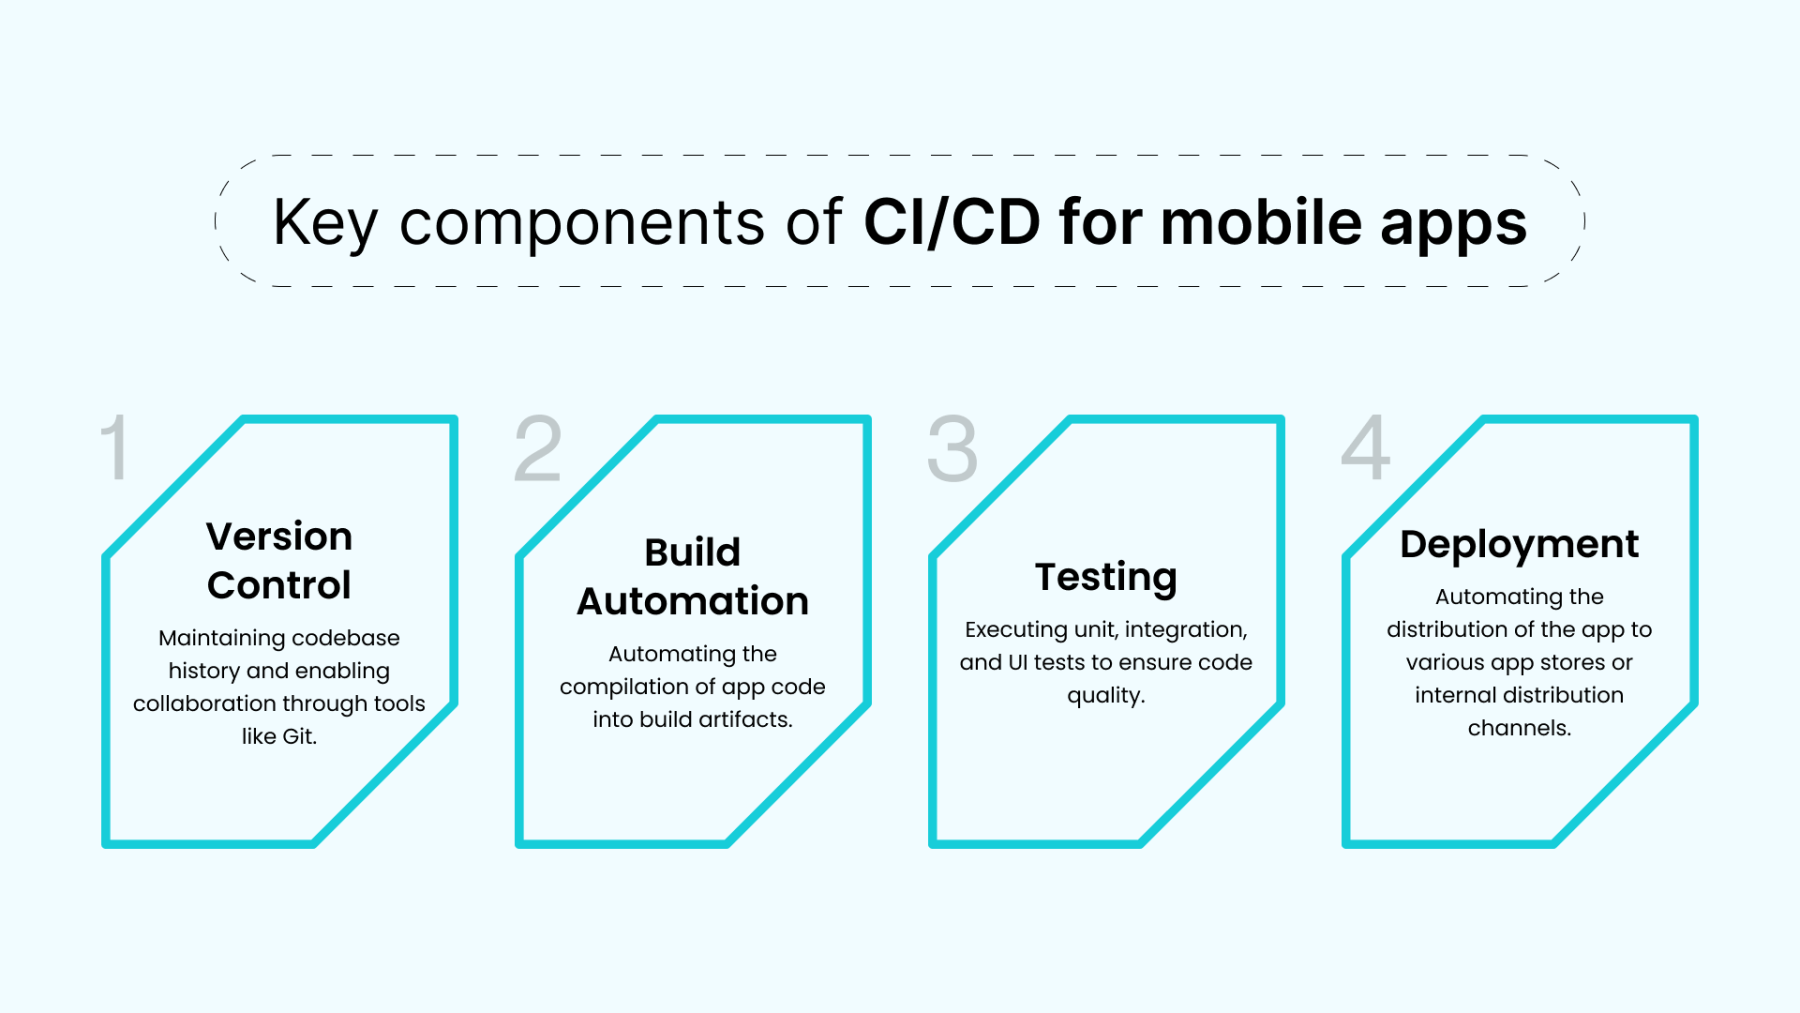 Key components of CI/CD for mobile apps
1
Version
Control
Maintaining codebase
history and enabling
collaboration through tools
like Git.
2
Build
Automation
Automating the
compilation of app code
into build artifacts.
3
Testing
Executing unit, integration,
and UI tests to ensure code
quality.
4
Deployment
Automating the
distribution of the app to
various app stores or
internal distribution
channels.